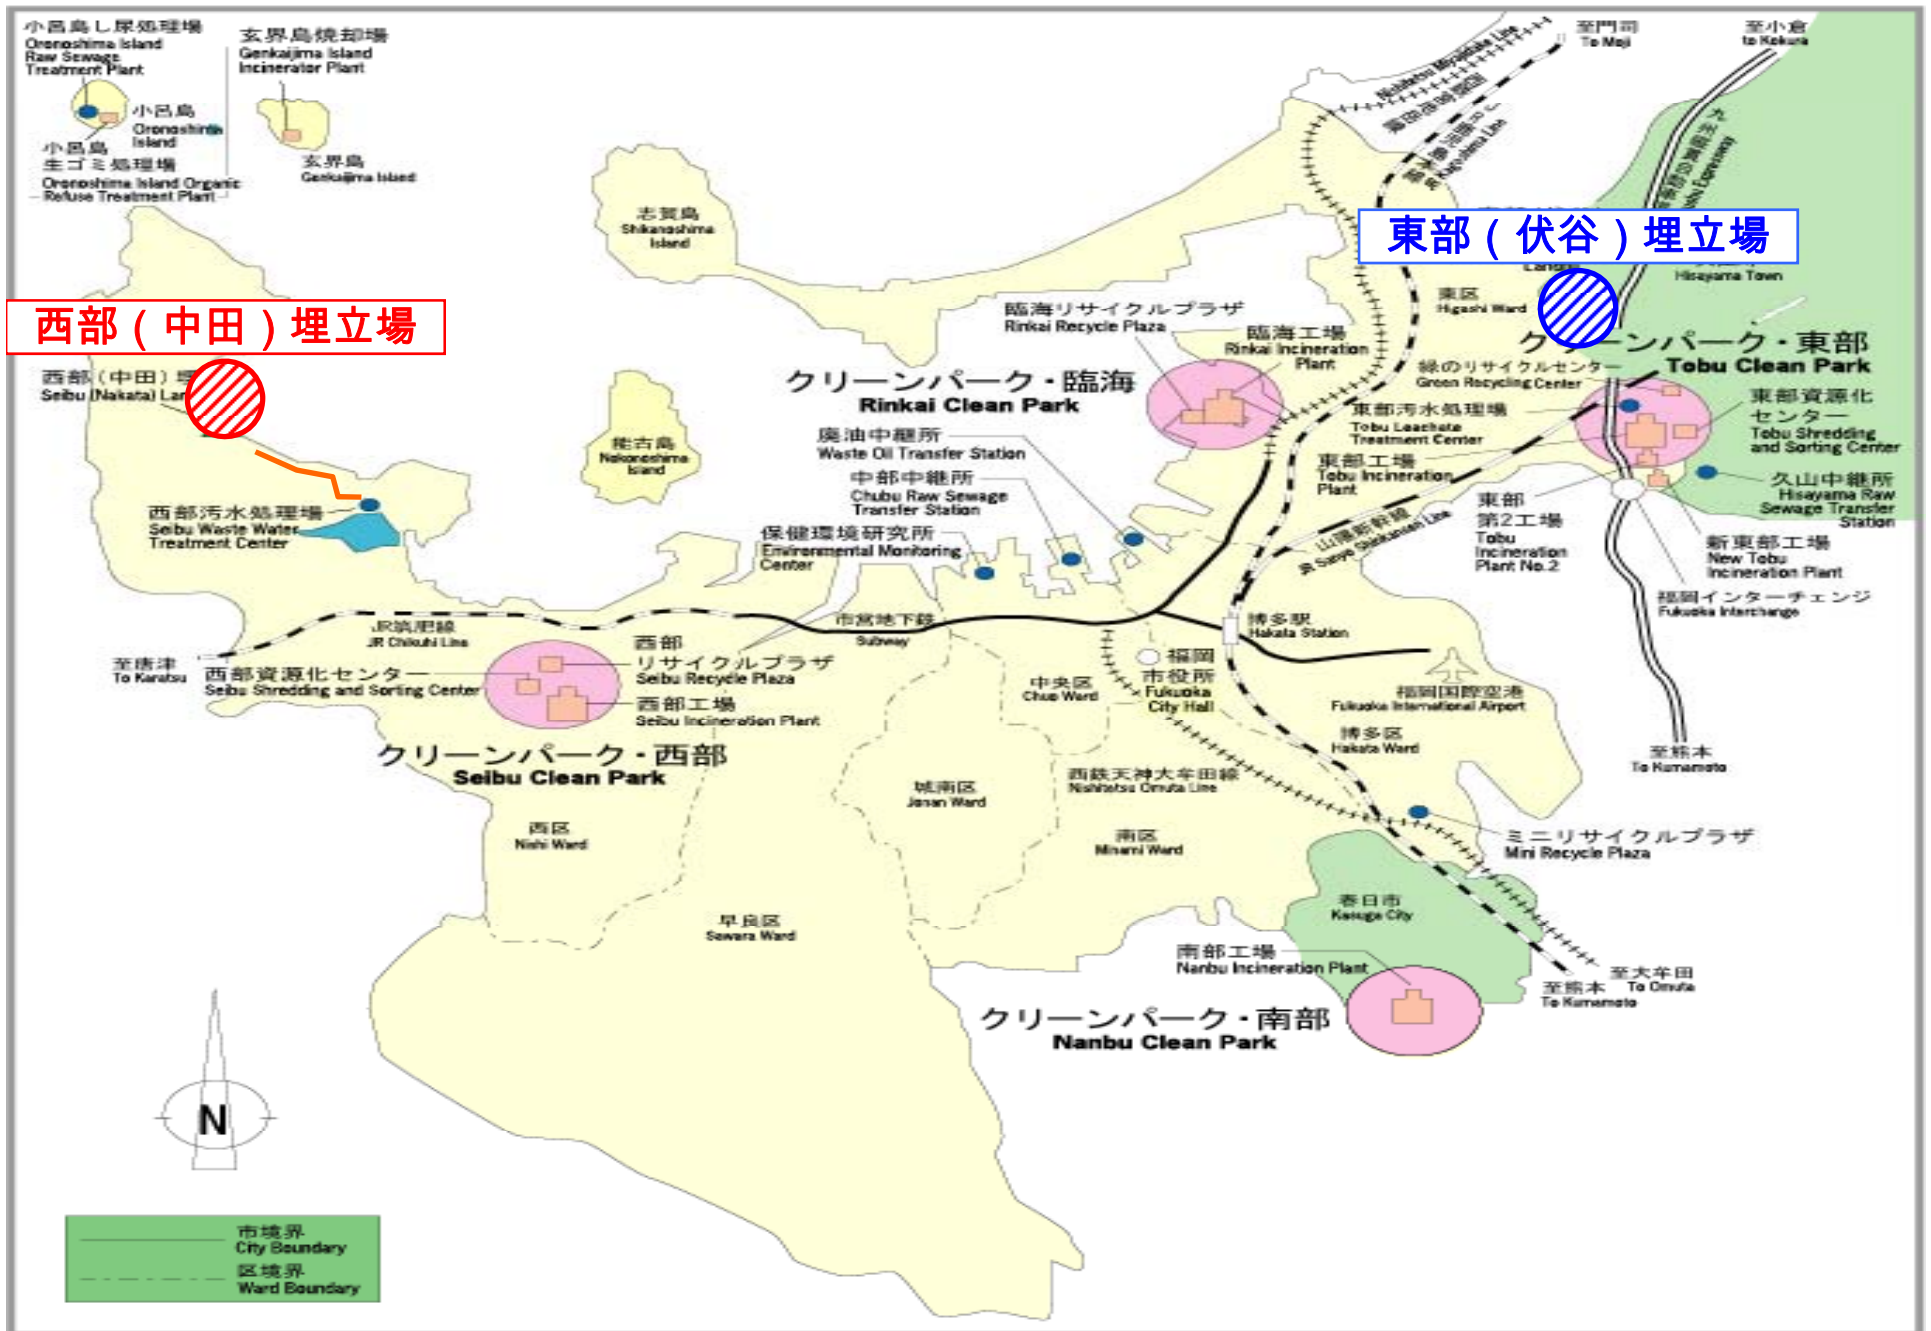 小呂島し尿処理場
Oronoshima Island
Raw Sewage
Treatment Plant
玄界島焼却場
Genkaijima Island
Incinerator Plant
小呂島
Oronoshima
Island
小呂島
生ゴミ処理場
Oronoshima Island Organic
Refuse Treatment Plant
玄界島
Genkaijima Island
志賀島
Shikanoshima
Island
至門司
To Moji
至小倉
to Kokura
Nishitetsu Miyajidake Line
JR Kagoshima Line
東部（伏谷）埋立場
Hisayama Town
東区
Higashi Ward
西部（中田）埋立場
西部(中田)
Seibu (Nakata)
能古島
Nokonoshima
Island
臨海リサイクルプラザ
Rinkai Recycle Plaza
臨海工場
Rinkai Incineration
Plant
クリーンパーク・臨海
Rinkai Clean Park
クリーンパーク・東部
Tobu Clean Park
緑のリサイクルセンター
Green Recycling Center
東部汚水処理場
Tobu Leachate
Treatment Center
東部資源化
センター
Tobu Shredding
and Sorting Center
東部工場
Tobu Incineration
Plant
廃油中継所
Waste Oil Transfer Station
中部中継所
Chubu Raw Sewage
Transfer Station
保健環境研究所
Environmental Monitoring
Center
東部
第2工場
Tobu
Incineration
Plant No.2
久山中継所
Hisayama Raw
Sewage Transfer
Station
新東部工場
New Tobu
Incineration Plant
福岡インターチェンジ
Fukuoka Interchange
山陽新幹線
JR Sanyo Shinkansen Line
西部汚水処理場
Seibu Waste Water
Treatment Center
JR筑肥線
JR Chikuhi Line
市営地下鉄
Subway
博多駅
Hakata Station
至唐津
To Karatsu
西部資源化センター
Seibu Shredding and Sorting Center
西部
リサイクルプラザ
Seibu Recycle Plaza
西部工場
Seibu Incineration Plant
クリーンパーク・西部
Seibu Clean Park
中央区
Chuo Ward
福岡
市役所
Fukuoka
City Hall
福岡国際空港
Fukuoka International Airport
博多区
Hakata Ward
至熊本
To Kumamoto
西鉄天神大牟田線
Nishitetsu Omuta Line
城南区
Jonan Ward
西区
Nishi Ward
南区
Minami Ward
ミニリサイクルプラザ
Mini Recycle Plaza
早良区
Sawara Ward
春日市
Kasuga City
南部工場
Nanbu Incineration Plant
クリーンパーク・南部
Nanbu Clean Park
至大牟田
To Omuta
至熊本
To Kumamoto
N
市境界
City Boundary
区境界
Ward Boundary